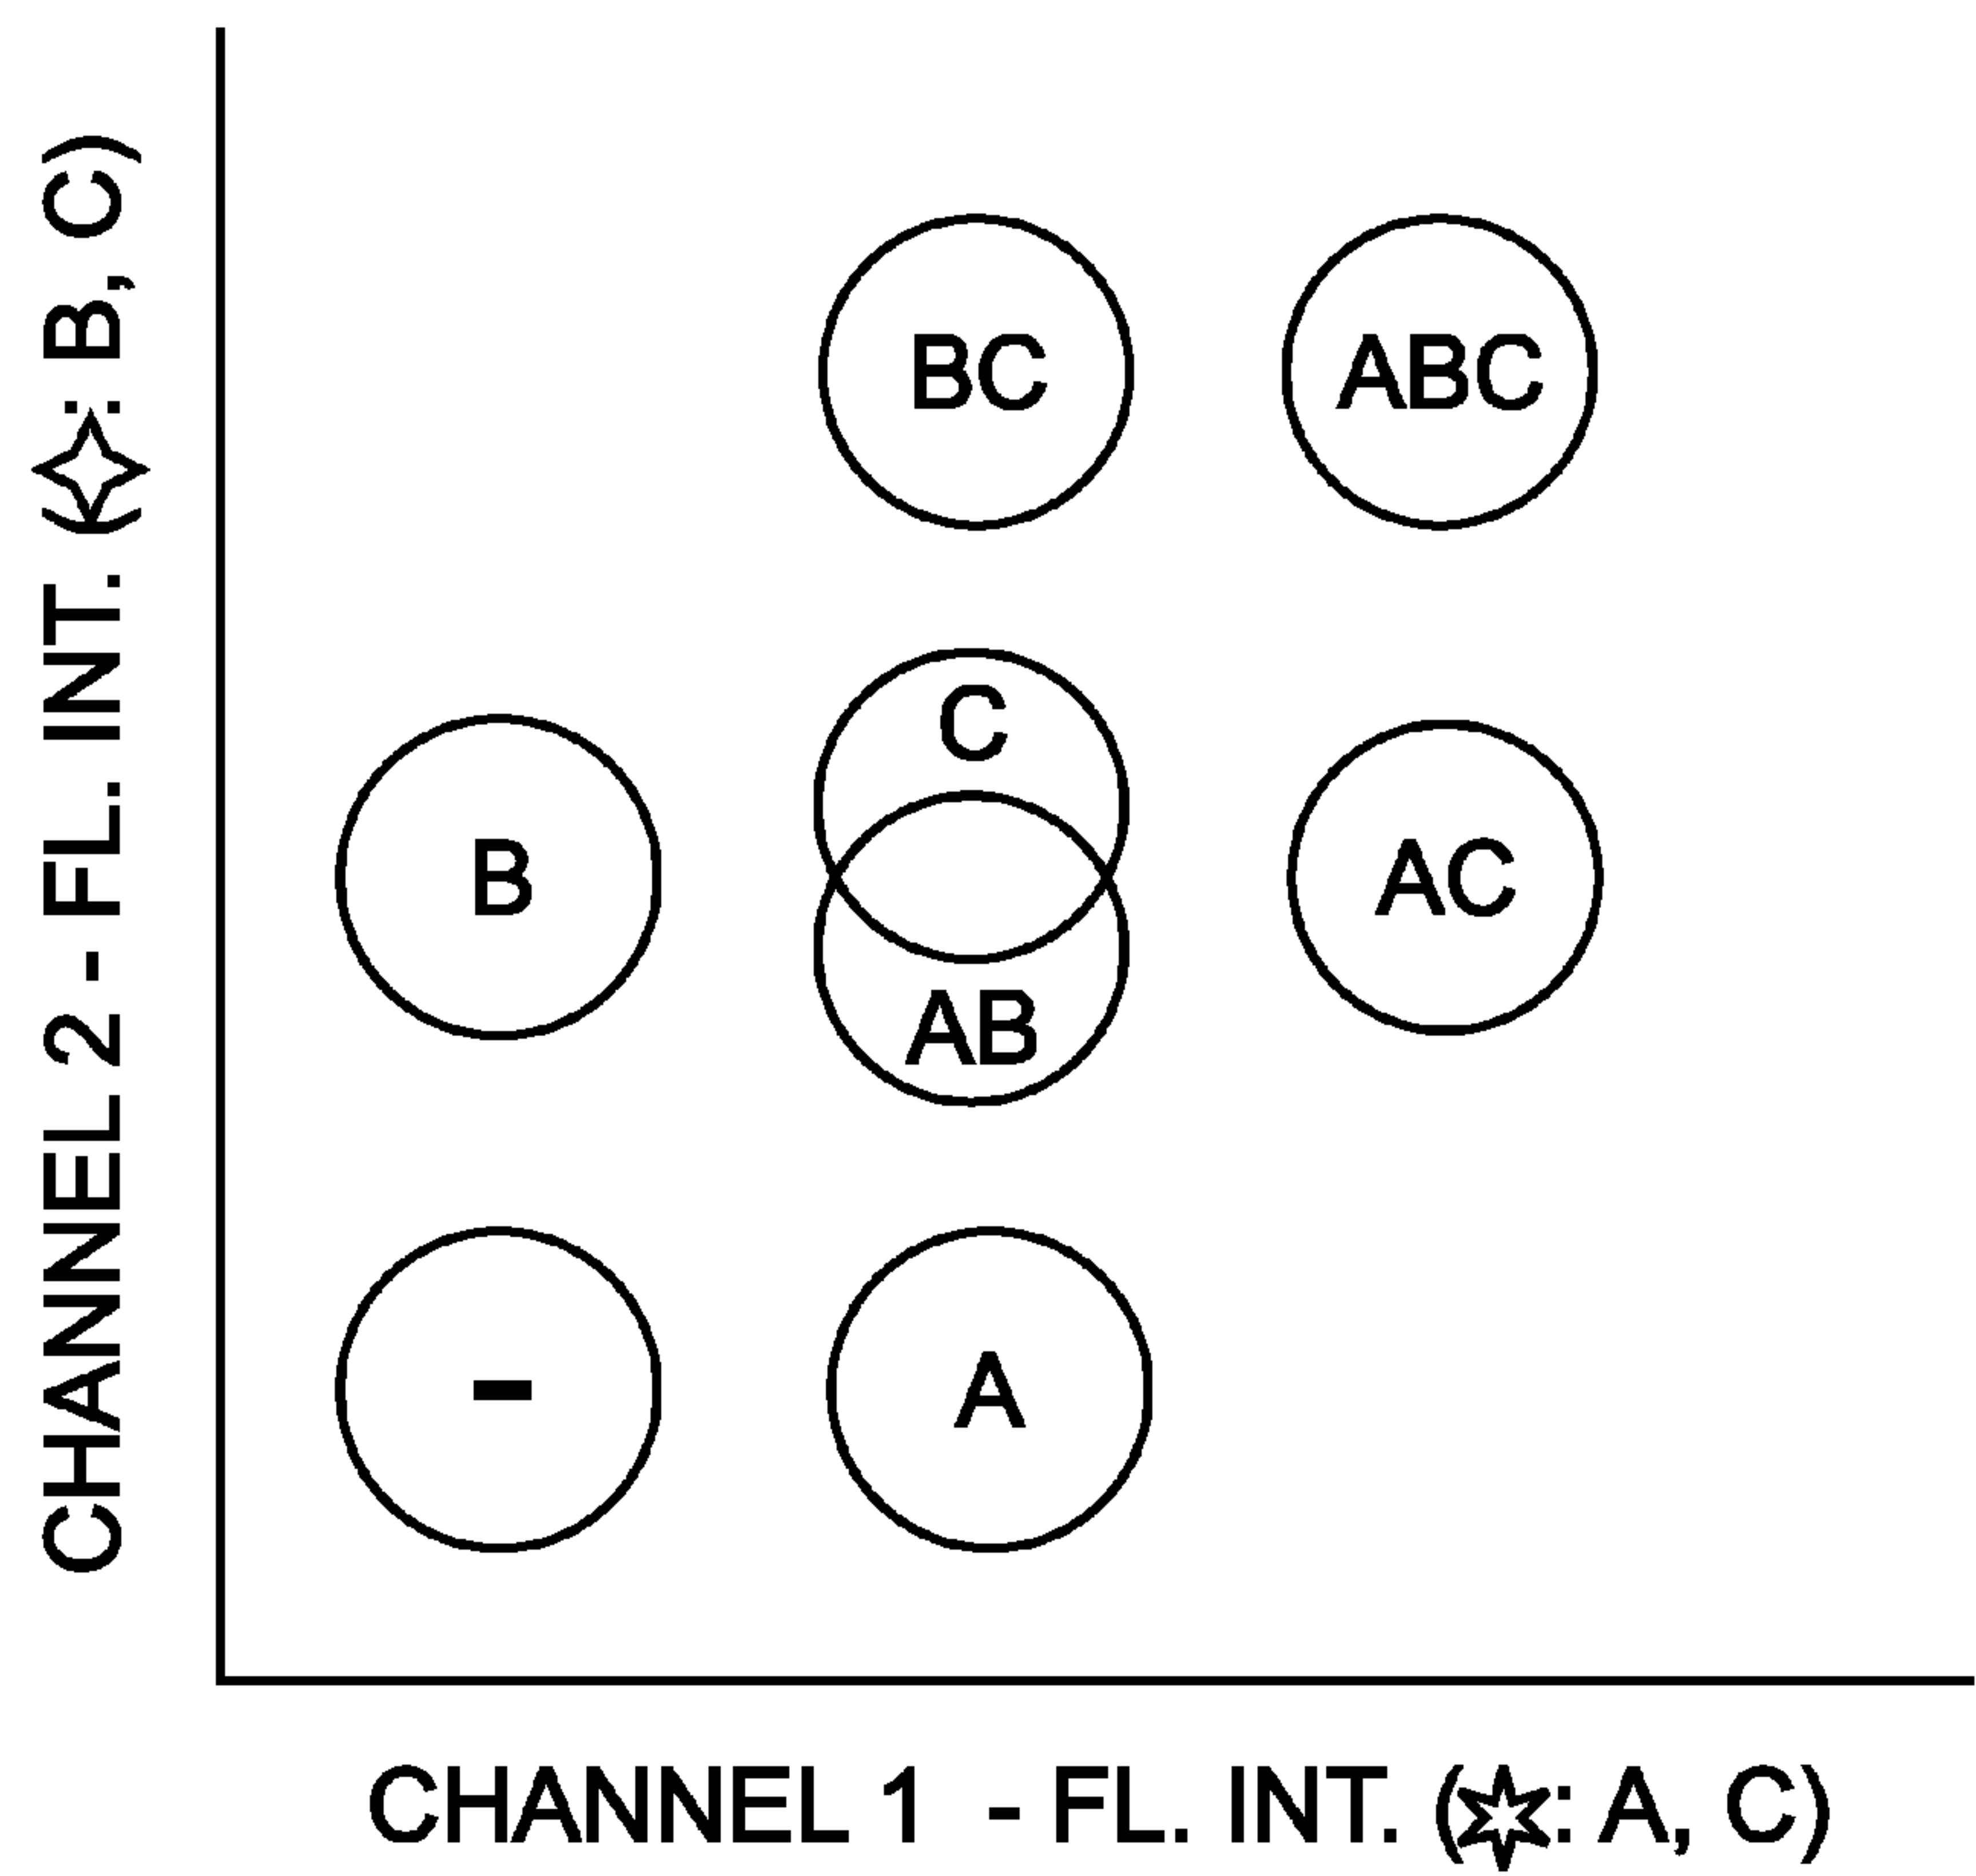 CHANNEL 2 - FL. INT. (✧: B, C)
BC
ABC
C
B
AC
AB
-
A
CHANNEL 1 - FL. INT. (✡: A, C)